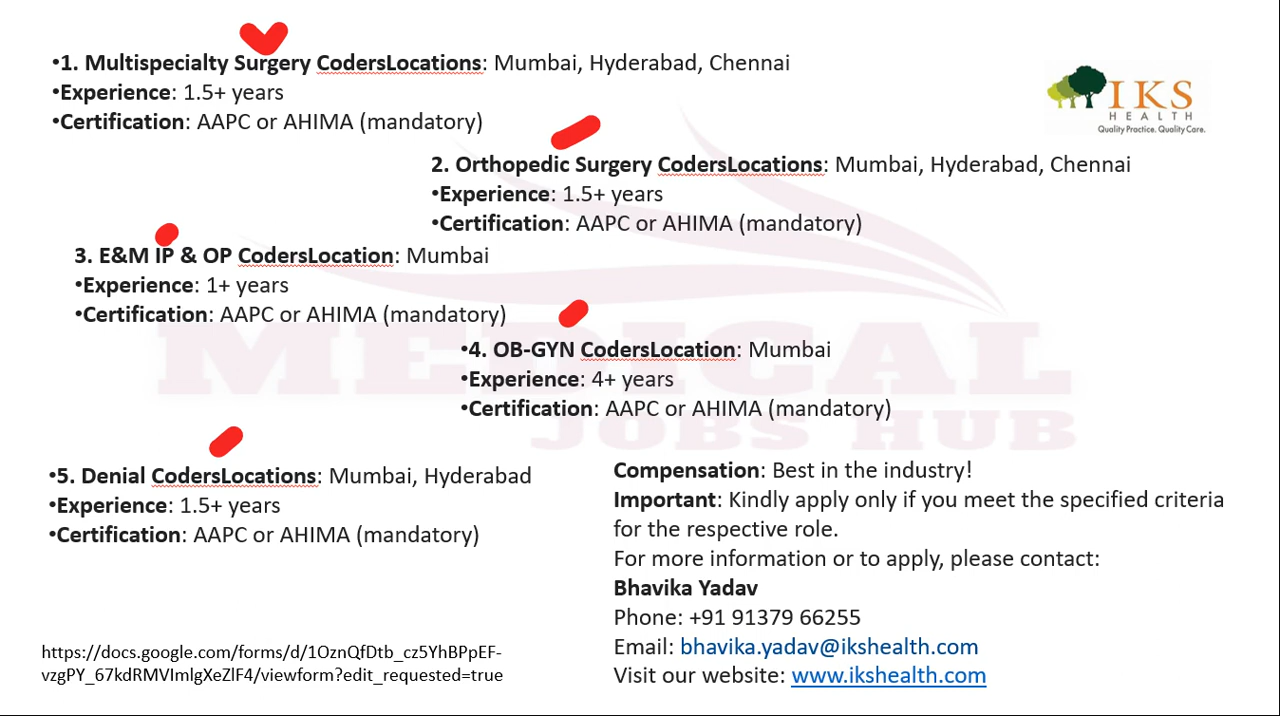 •1. Multispecialty Surgery CodersLocations: Mumbai, Hyderabad, Chennai
•Experience: 1.5+ years
•Certification: AAPC or AHIMA (mandatory)
IKS
HEALTH
Quality Practice. Quality Care.
2. Orthopedic Surgery CodersLocations: Mumbai, Hyderabad, Chennai
•Experience: 1.5+ years
•Certification: AAPC or AHIMA (mandatory)
3. E&M IP & OP CodersLocation: Mumbai
•Experience: 1+ years
•Certification: AAPC or AHIMA (mandatory)
MEDICAL
JOBS HUB
•4. OB-GYN CodersLocation: Mumbai
•Experience: 4+ years
•Certification: AAPC or AHIMA (mandatory)
•5. Denial CodersLocations: Mumbai, Hyderabad
•Experience: 1.5+ years
•Certification: AAPC or AHIMA (mandatory)
Compensation: Best in the industry!
Important: Kindly apply only if you meet the specified criteria
for the respective role.
For more information or to apply, please contact:
Bhavika Yadav
Phone: +91 91379 66255
Email: bhavika.yadav@ikshealth.com
Visit our website: www.ikshealth.com
https://docs.google.com/forms/d/1OznQfDtb_cz5YhBPpEF-
vzgPY_67kdRMVImlgXeZlF4/viewform?edit_requested=true